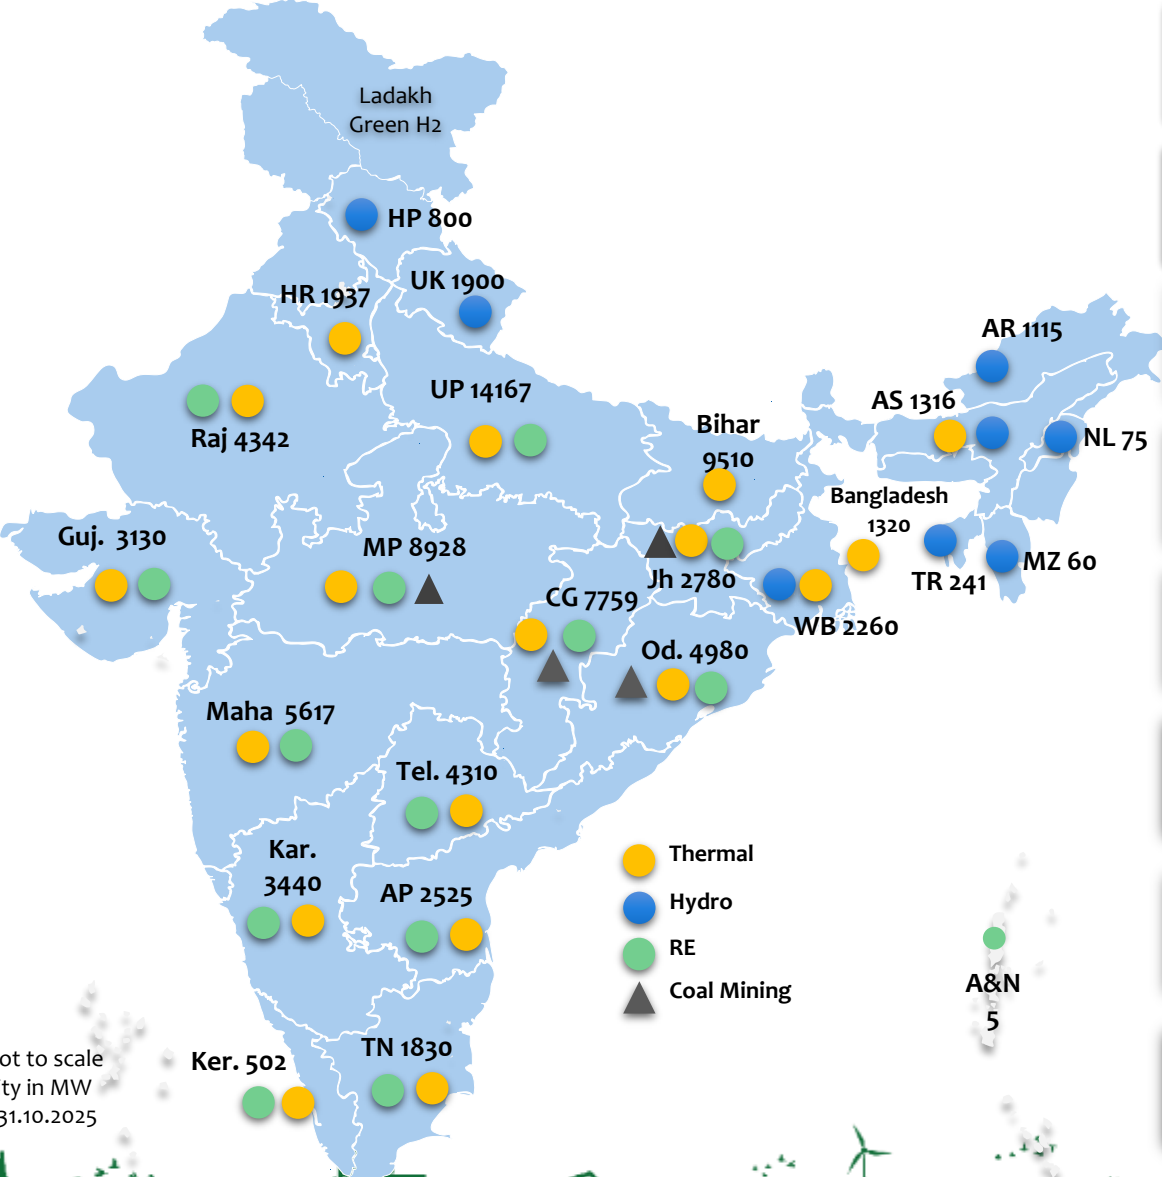 Ladakh
Green H2
HP 800
UK 1900
HR 1937
AR 1115
UP 14167
AS 1316
Raj 4342
Bihar
9510
NL 75
Bangladesh
1320
Guj. 3130
MP 8928
Jh 2780
TR 241
MZ 60
CG 7759
WB 2260
Od. 4980
Maha 5617
Tel. 4310
Kar.
3440
AP 2525
Thermal
Hydro
RE
Coal Mining
A&N
5
TN 1830
Ker. 502
ot to scale
ty in MW
31.10.2025